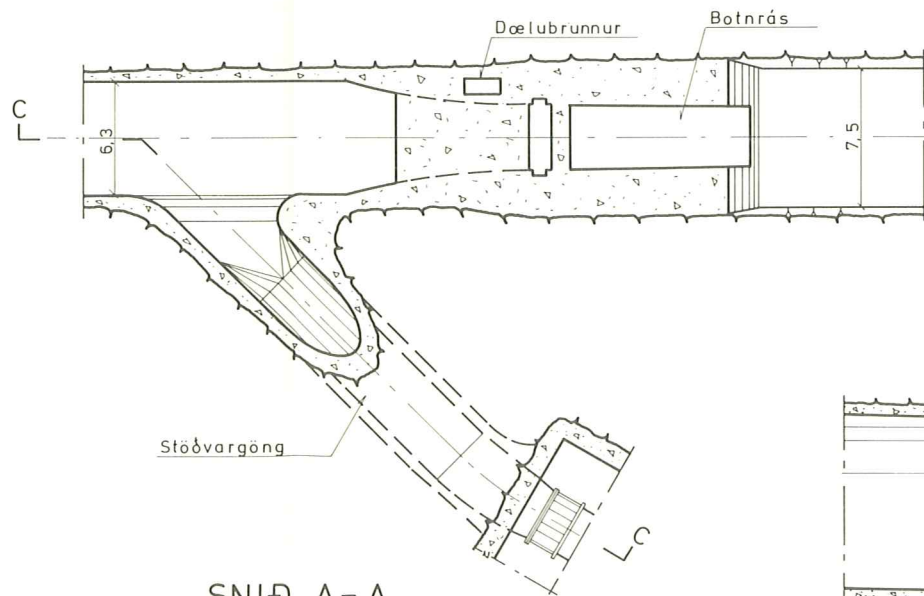 Botnrás
Dælubrunnur
C
6,3
7,5
Stöðvargöng
C
SNIÐ A-A